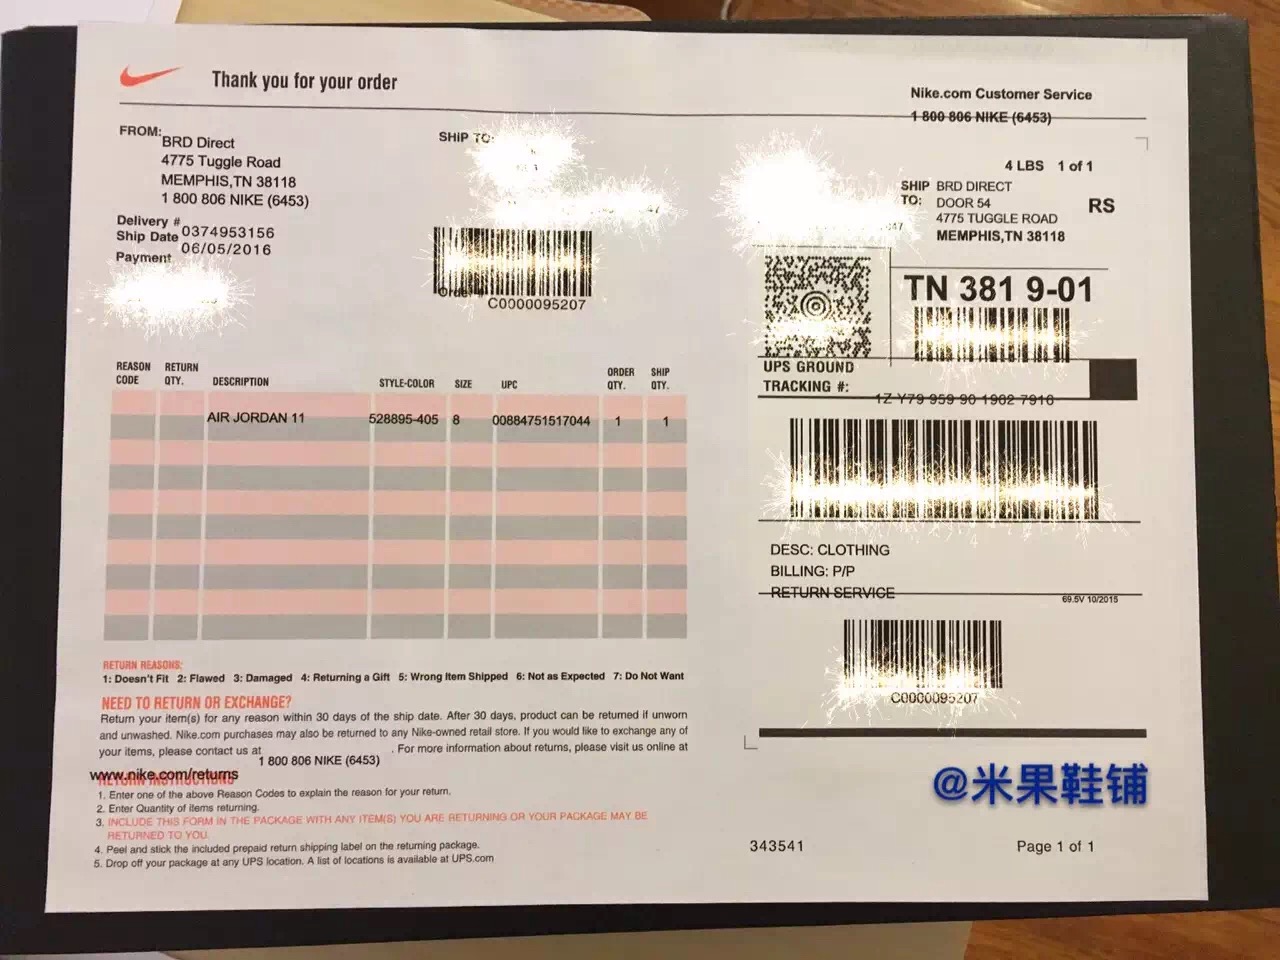 Thank you for your order
Nike.com Customer Service
1 800 806 NIKE (6453)
FROM:
BRD Direct
4775 Tuggle Road
MEMPHIS,TN 38118
1 800 806 NIKE (6453)
Delivery # 0374953156
Ship Date 06/05/2016
Payment
SHIP TO:
Order #
C0000095207
4 LBS 1 of 1
SHIP TO: BRD DIRECT
DOOR 54
4775 TUGGLE ROAD
MEMPHIS,TN 38118
RS
TN 381 9-01
UPS GROUND
TRACKING #:
1Z Y79 959 90 1902 7916
DESC: CLOTHING
BILLING: P/P
RETURN SERVICE
69.5V 10/2015
C0000095207
REASON CODE RETURN QTY. DESCRIPTION STYLE-COLOR SIZE UPC ORDER QTY. SHIP QTY.
AIR JORDAN 11 528895-405 8 00884751517044 1 1
RETURN REASONS:
1: Doesn't Fit 2: Flawed 3: Damaged 4: Returning a Gift 5: Wrong Item Shipped 6: Not as Expected 7: Do Not Want
NEED TO RETURN OR EXCHANGE?
Return your item(s) for any reason within 30 days of the ship date. After 30 days, product can be returned if unworn
and unwashed. Nike.com purchases may also be returned to any Nike-owned retail store. If you would like to exchange any of
your items, please contact us at 1 800 806 NIKE (6453) . For more information about returns, please visit us online at
www.nike.com/returns
RETURN INSTRUCTIONS
1. Enter one of the above Reason Codes to explain the reason for your return.
2. Enter Quantity of items returning.
3. INCLUDE THIS FORM IN THE PACKAGE WITH ANY ITEM(S) YOU ARE RETURNING OR YOUR PACKAGE MAY BE
RETURNED TO YOU.
4. Peel and stick the included prepaid return shipping label on the returning package.
5. Drop off your package at any UPS location. A list of locations is available at UPS.com
@米果鞋铺
343541
Page 1 of 1